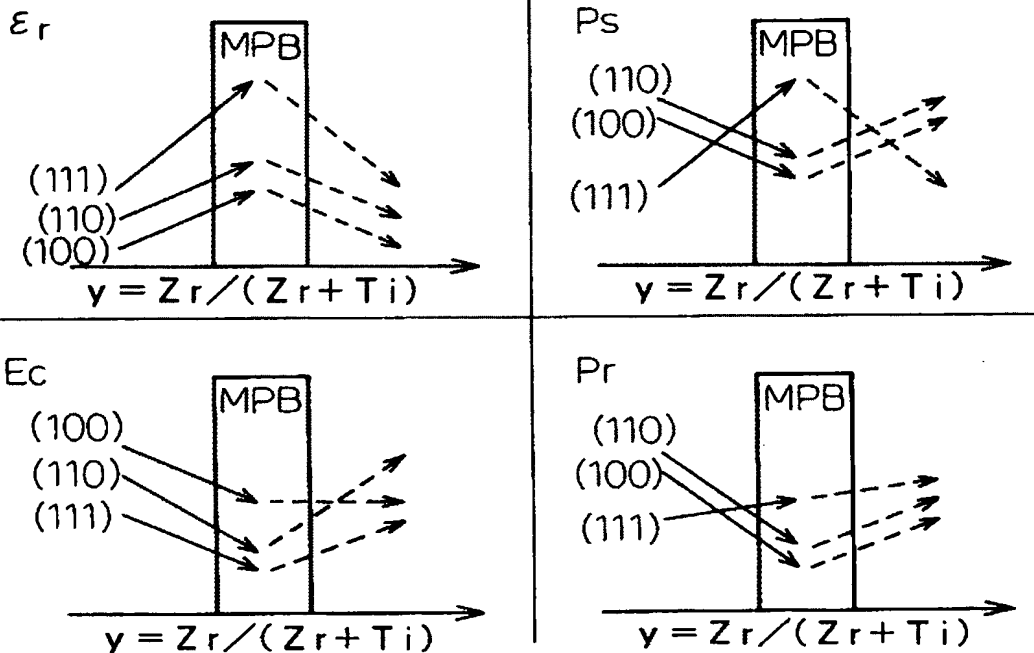 εr
MPB
(111)
(110)
(100)
y = Zr/(Zr+Ti)
Ps
MPB
(110)
(100)
(111)
y = Zr/(Zr+Ti)
Ec
MPB
(100)
(110)
(111)
y = Zr/(Zr+Ti)
Pr
MPB
(110)
(100)
(111)
y = Zr/(Zr+Ti)